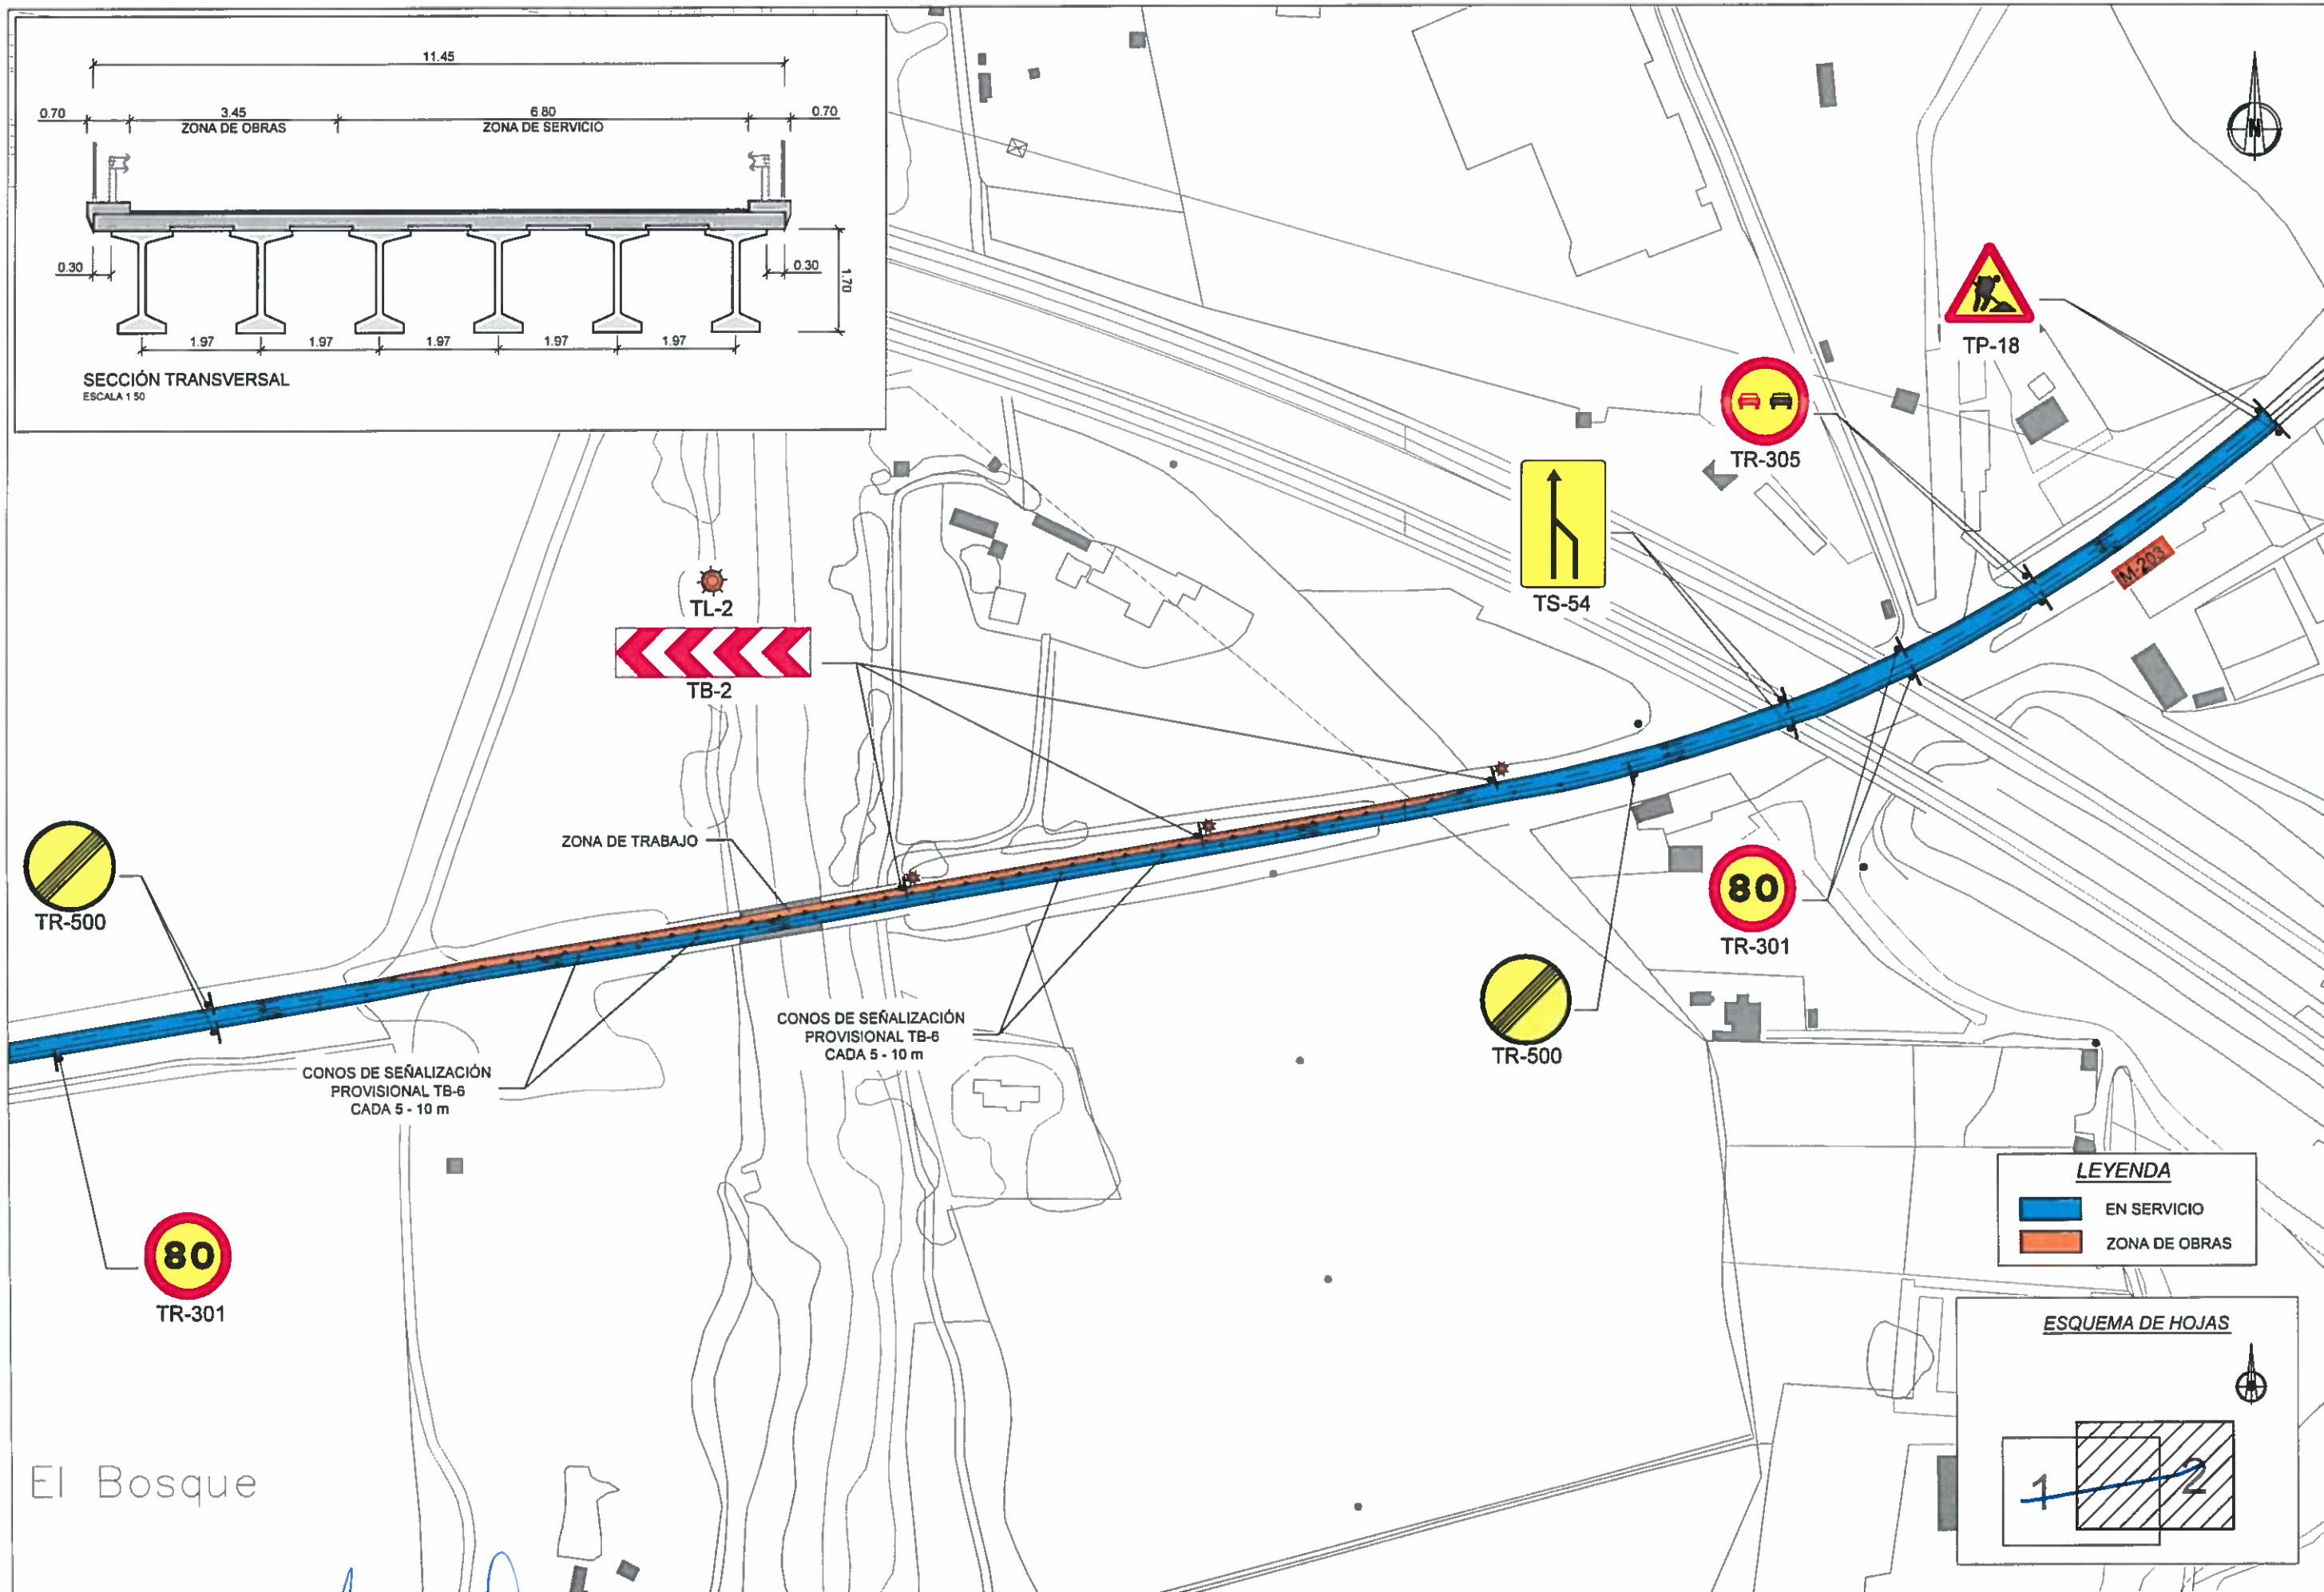 11.45
0.70
3.45
6.80
0.70
ZONA DE OBRAS
ZONA DE SERVICIO
0.30
0.30
1.70
1.97
1.97
1.97
1.97
1.97
SECCIÓN TRANSVERSAL
ESCALA 1 50
N
TP-18
TR-305
TS-54
M-203
TL-2
TB-2
ZONA DE TRABAJO
TR-500
80
TR-301
CONOS DE SEÑALIZACIÓN
PROVISIONAL TB-6
CADA 5 - 10 m
TR-500
CONOS DE SEÑALIZACIÓN
PROVISIONAL TB-6
CADA 5 - 10 m
80
TR-301
LEYENDA
EN SERVICIO
ZONA DE OBRAS
ESQUEMA DE HOJAS
1
2
El Bosque